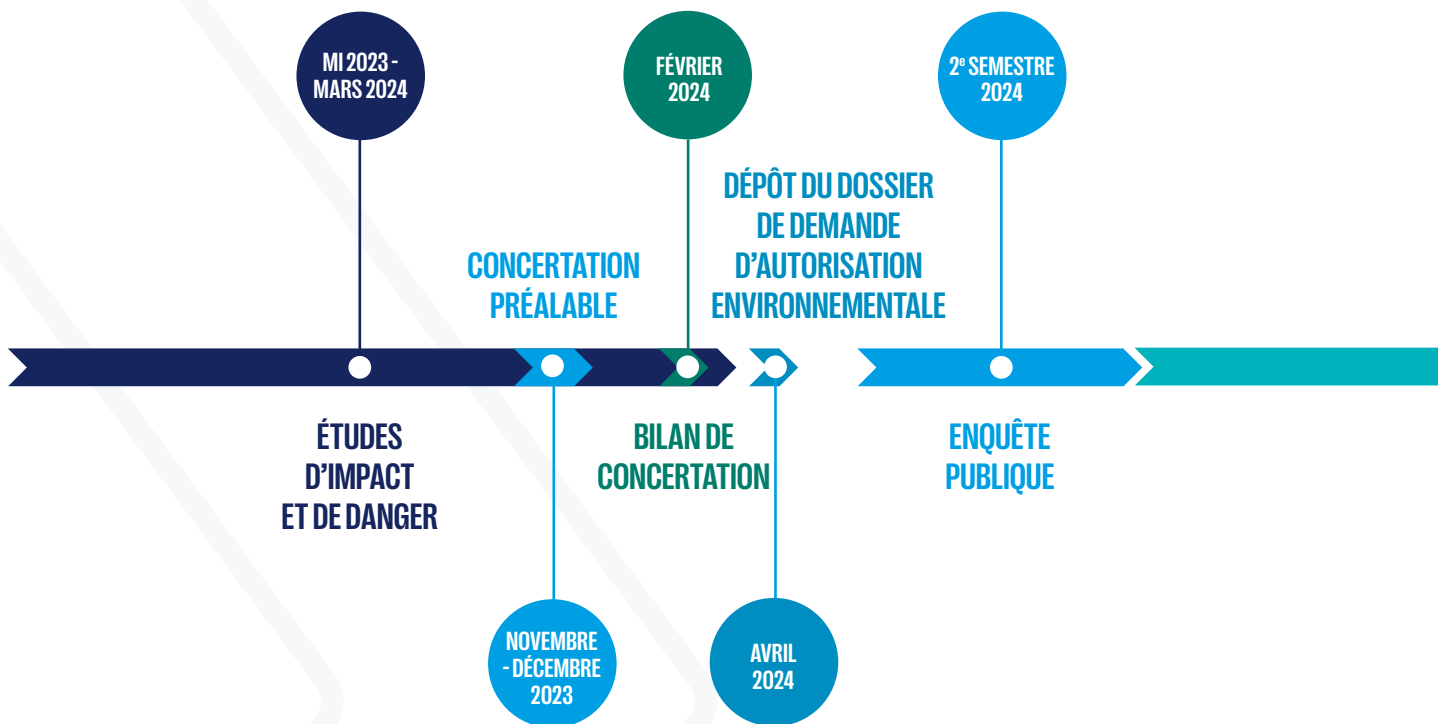 MI 2023 -
MARS 2024
ÉTUDES
D'IMPACT
ET DE DANGER
CONCERTATION
PRÉALABLE
NOVEMBRE
- DÉCEMBRE
2023
FÉVRIER
2024
BILAN DE
CONCERTATION
DÉPÔT DU DOSSIER
DE DEMANDE
D'AUTORISATION
ENVIRONNEMENTALE
AVRIL
2024
2e SEMESTRE
2024
ENQUÊTE
PUBLIQUE